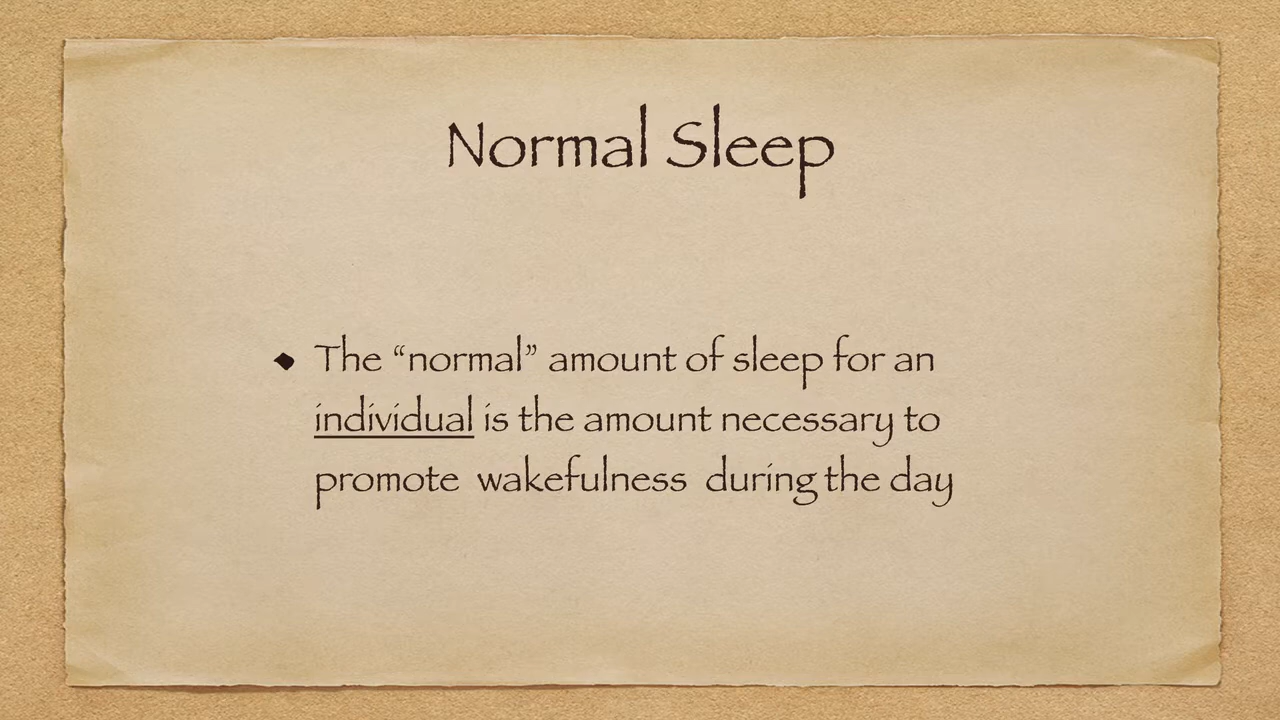 Normal Sleep
The “normal” amount of sleep for an
individual is the amount necessary to
promote wakefulness during the day